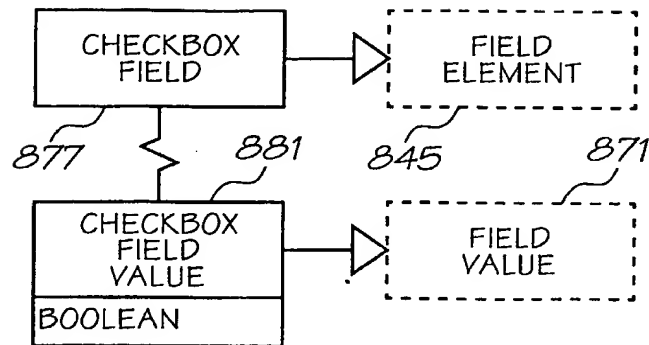 CHECKBOX
FIELD
FIELD
ELEMENT
877
881
845
871
CHECKBOX
FIELD
VALUE
FIELD
VALUE
BOOLEAN